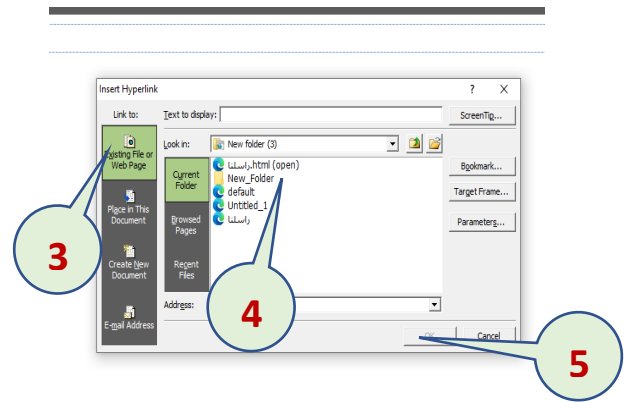 Insert Hyperlink
Link to:
Text to display:
ScreenTip...
Existing File or
Web Page
Look in:
New folder (3)
راسلنا.html (open)
New_Folder
default
Untitled_1
راسلنا
Current
Folder
Browsed
Pages
Recent
Files
Bookmark...
Target Frame...
Parameters...
Place in This
Document
Create New
Document
E-mail Address
Address:
OK
Cancel
3
4
5